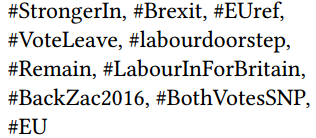 #StrongerIn, #Brexit, #EUref,
#VoteLeave, #labourdoorstep,
#Remain, #LabourInForBritain,
#BackZac2016, #BothVotesSNP,
#EU